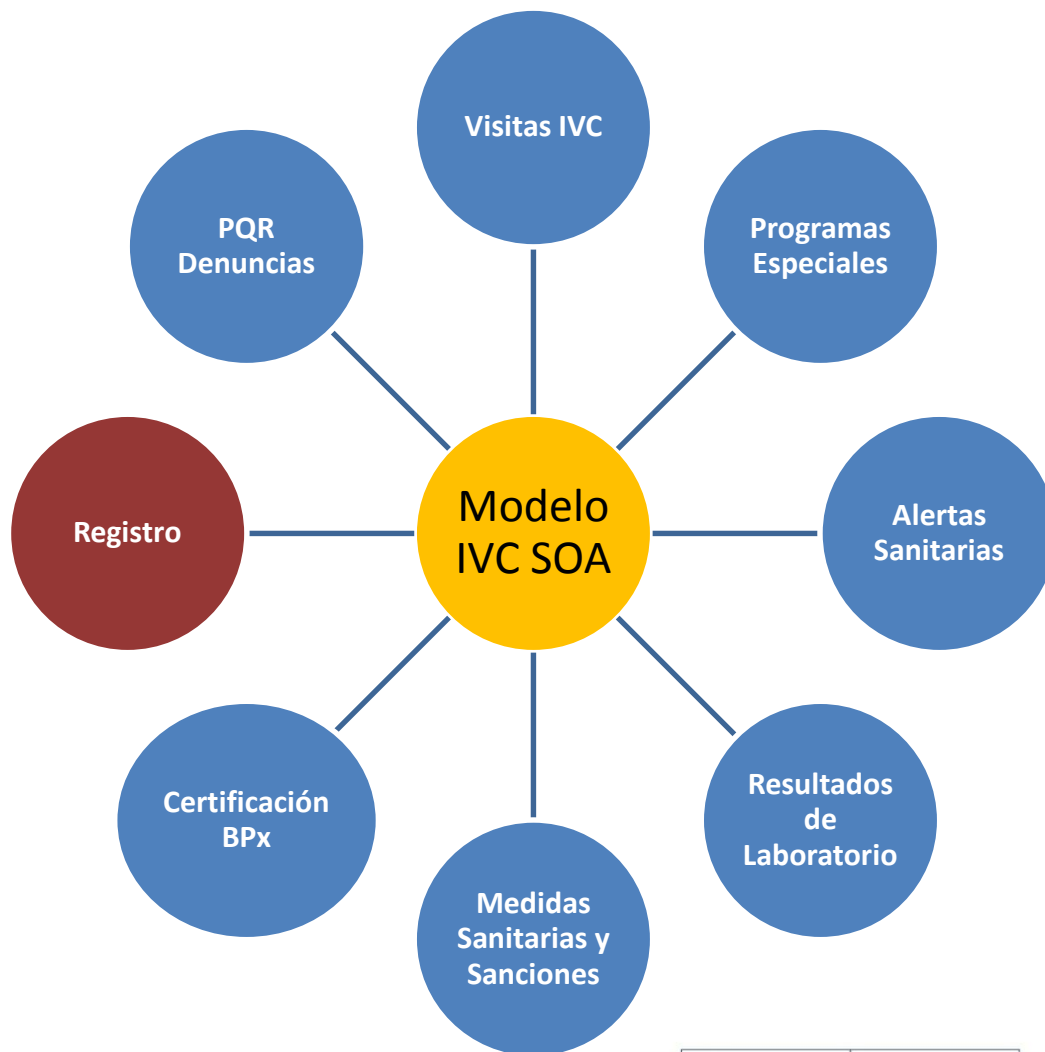 Visitas IVC
PQR
Denuncias
Programas
Especiales
Registro
Modelo
IVC SOA
Alertas
Sanitarias
Certificación
BPx
Resultados
de
Laboratorio
Medidas
Sanitarias y
Sanciones